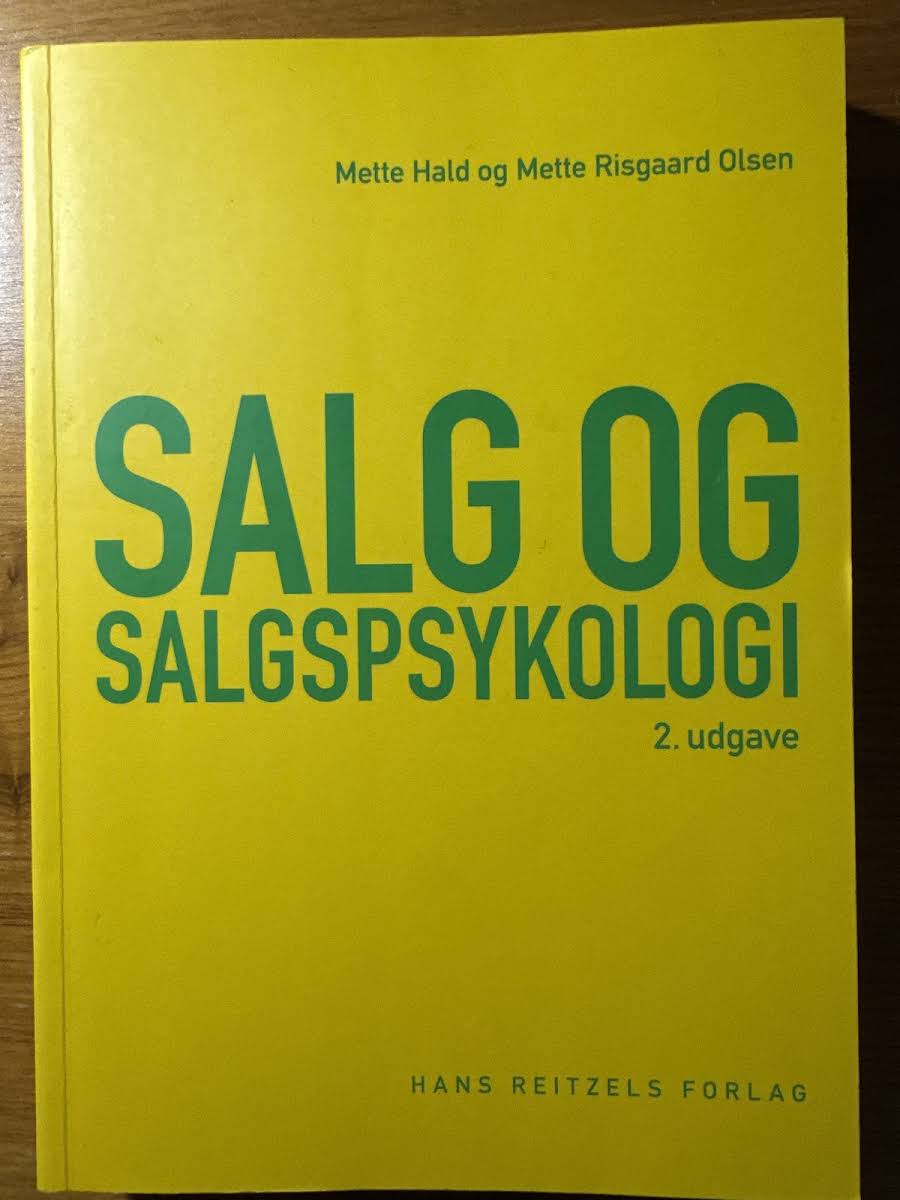 Mette Hald og Mette Risgaard Olsen
SALG OG
SALGSPSYKOLOGI
2. udgave
HANS REITZELS FORLAG